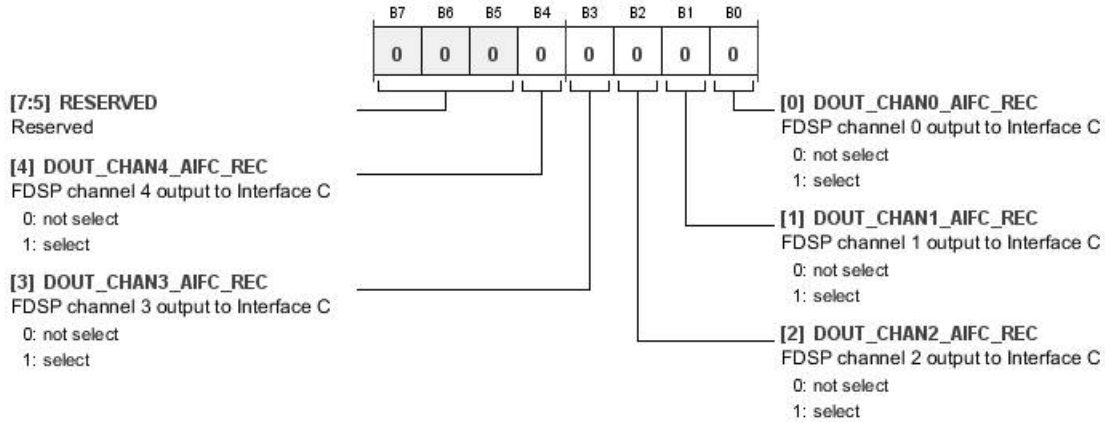 B7 B6 B5 B4 B3 B2 B1 B0
0 0 0 0 0 0 0 0
[7:5] RESERVED
Reserved
[4] DOUT_CHAN4_AIFC_REC
FDSP channel 4 output to Interface C
0: not select
1: select
[3] DOUT_CHAN3_AIFC_REC
FDSP channel 3 output to Interface C
0: not select
1: select
[0] DOUT_CHAN0_AIFC_REC
FDSP channel 0 output to Interface C
0: not select
1: select
[1] DOUT_CHAN1_AIFC_REC
FDSP channel 1 output to Interface C
0: not select
1: select
[2] DOUT_CHAN2_AIFC_REC
FDSP channel 2 output to Interface C
0: not select
1: select